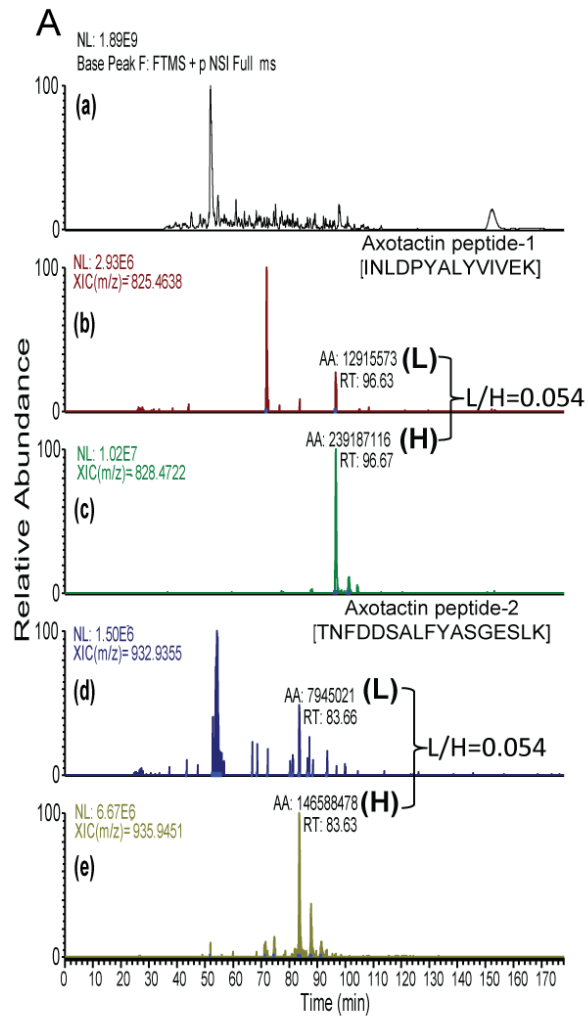 A
NL: 1.89E9
Base Peak F: FTMS + p NSI Full ms
100
(a)
0
Axotactin peptide-1
[INLDPYALYVIVEK]
NL: 2.93E6
XIC(m/z)=825.4638
100
(b)
AA: 12915573 (L)
RT: 96.63
0
L/H=0.054
NL: 1.02E7
XIC(m/z)=828.4722
100
(c)
AA: 239187116 (H)
RT: 96.67
0
Axotactin peptide-2
[TNFDDSALFYASGESLK]
NL: 1.50E6
XIC(m/z)=932.9355
100
(d)
AA: 7945021 (L)
RT: 83.66
0
L/H=0.054
NL: 6.67E6
XIC(m/z)=935.9451
100
(e)
AA: 146588478 (H)
RT: 83.63
0
0 10 20 30 40 50 60 70 80 90 100 110 120 130 140 150 160 170
Time (min)
Relative Abundance